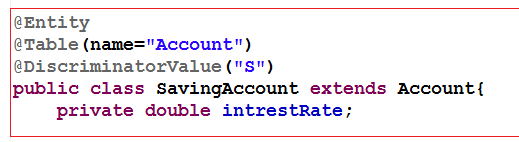 @Entity
@Table(name="Account")
@DiscriminatorValue("S")
public class SavingAccount extends Account{
    private double intrestRate;